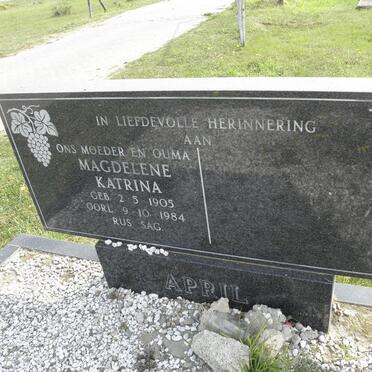 IN LIEFDEVOLLE HERINNERING
AAN
ONS MOEDER EN OUMA
MAGDELENE
KATRINA
GEB. 2·5·1905
OORL. 9·10·1984
RUS SAG.
APRIL